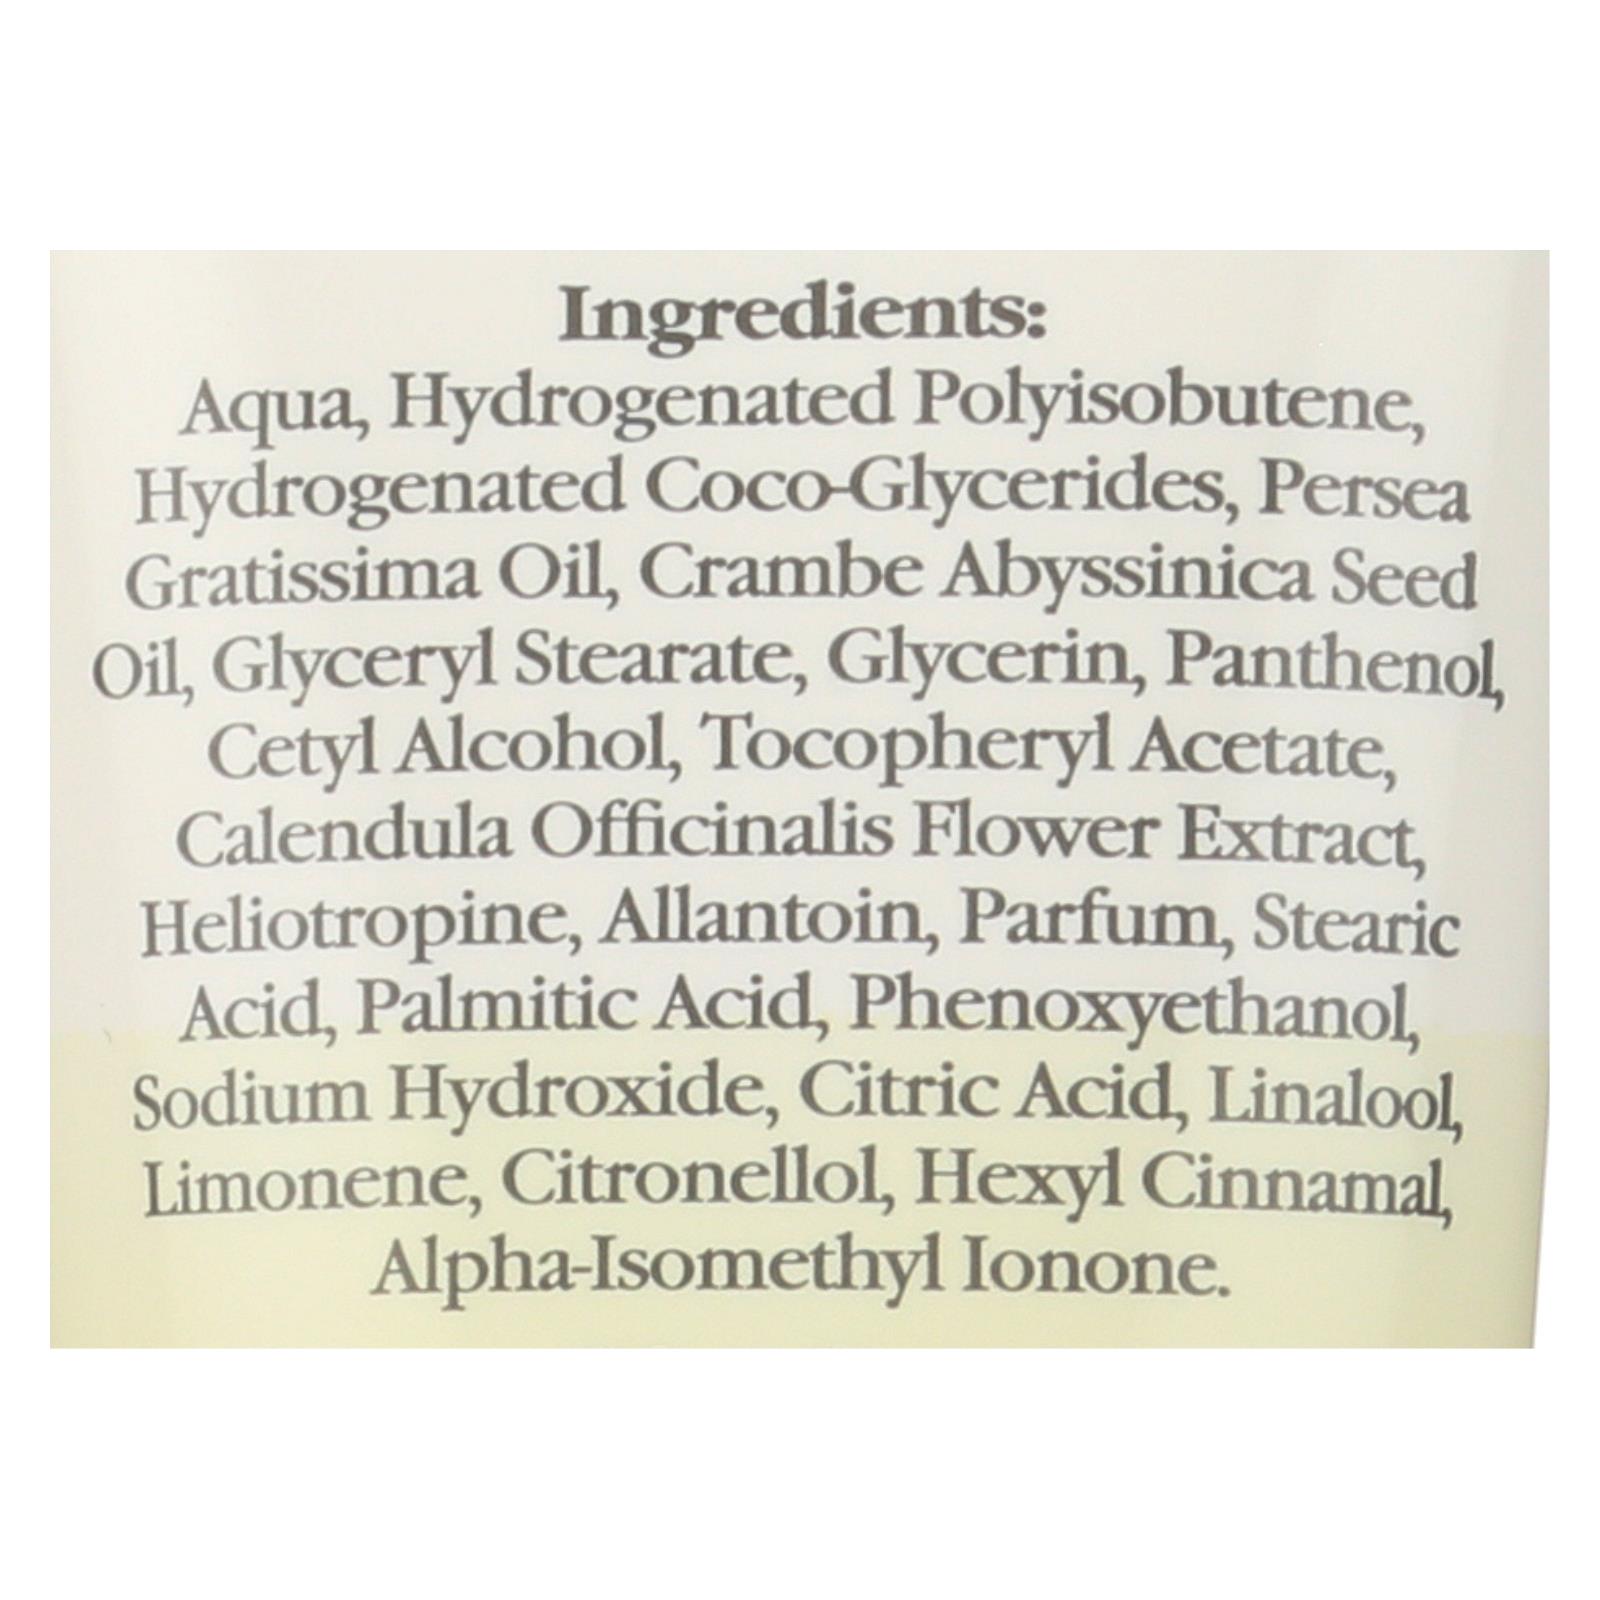 Ingredients:
Aqua, Hydrogenated Polyisobutene,
Hydrogenated Coco-Glycerides, Persea
Gratissima Oil, Crambe Abyssinica Seed
Oil, Glyceryl Stearate, Glycerin, Panthenol,
Cetyl Alcohol, Tocopheryl Acetate,
Calendula Officinalis Flower Extract,
Heliotropine, Allantoin, Parfum, Stearic
Acid, Palmitic Acid, Phenoxyethanol,
Sodium Hydroxide, Citric Acid, Linalool,
Limonene, Citronellol, Hexyl Cinnamal,
Alpha-Isomethyl Ionone.